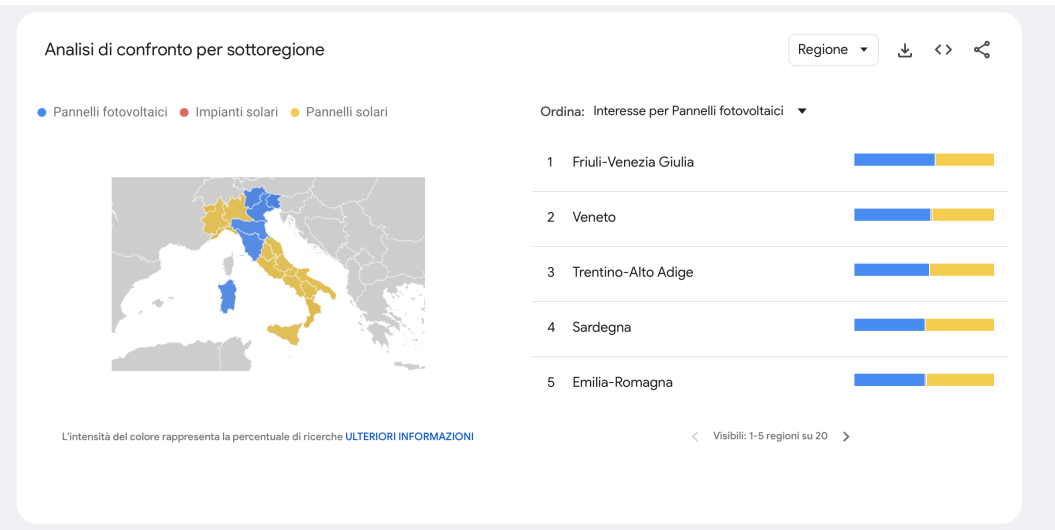 Analisi di confronto per sottoregione
Regione
Pannelli fotovoltaici Impianti solari Pannelli solari
Ordina: Interesse per Pannelli fotovoltaici
1 Friuli-Venezia Giulia
2 Veneto
3 Trentino-Alto Adige
4 Sardegna
5 Emilia-Romagna
L'intensità del colore rappresenta la percentuale di ricerche ULTERIORI INFORMAZIONI
Visibili: 1-5 regioni su 20